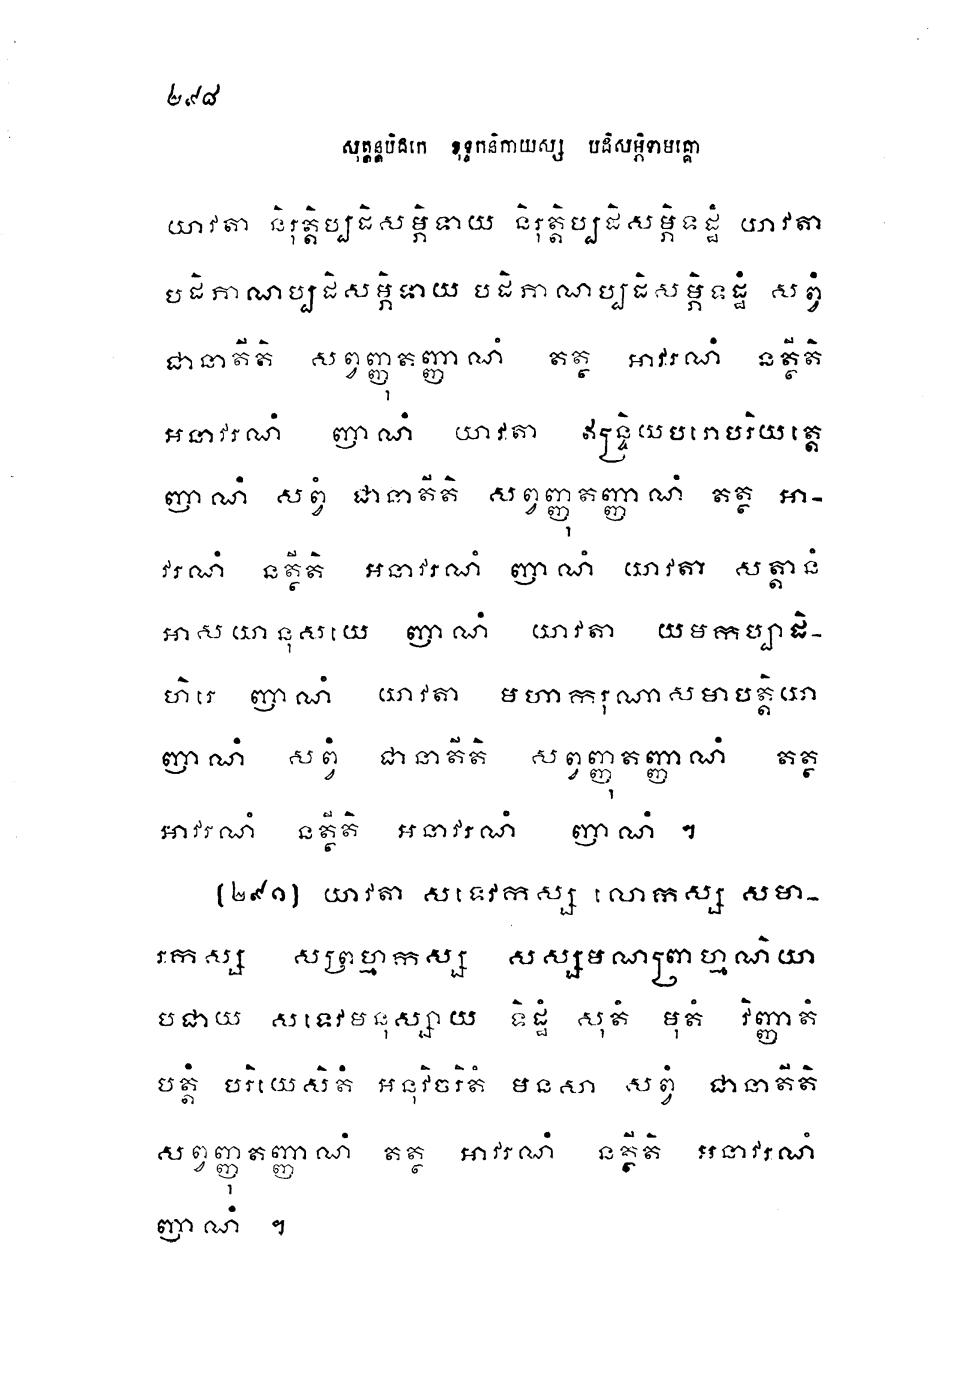 ២៩៨
សុត្តន្តបិដកេ ខុទ្ទកនិកាយស្ស បដិសម្ភិទាមគ្គោ
យាវតា និរុត្តិប្បដិសម្ភិទាយ និរុត្តិប្បដិសម្ភិទដ្ឋំ យាវតា
បដិភាណប្បដិសម្ភិទាយ បដិភាណប្បដិសម្ភិទដ្ឋំ សព្វំ
ជានាតីតិ សព្វញ្ញុតញ្ញាណំ តត្ថ អាវរណំ នត្ថីតិ
អនាវរណំ ញាណំ យាវតា ឥន្ទ្រិយបរោបរិយត្តេ
ញាណំ សព្វំ ជានាតីតិ សព្វញ្ញុតញ្ញាណំ តត្ថ អា-
វរណំ នត្ថីតិ អនាវរណំ ញាណំ យាវតា សត្តានំ
អាសយានុសយេ ញាណំ យាវតា យមកប្បាដិ-
ហិរេ ញាណំ យាវតា មហាករុណាសមាបត្តិយា
ញាណំ សព្វំ ជានាតីតិ សព្វញ្ញុតញ្ញាណំ តត្ថ
អាវរណំ នត្ថីតិ អនាវរណំ ញាណំ ។
(២៩១) យាវតា សទេវកស្ស លោកស្ស សមា-
រកស្ស សព្រហ្មកស្ស សស្សមណព្រាហ្មណិយា
បជាយ សទេវមនុស្សាយ ទិដ្ឋំ សុតំ មុតំ វិញ្ញាតំ
បត្តំ បរិយេសិតំ អនុវិចរិតំ មនសា សព្វំ ជានាតីតិ
សព្វញ្ញុតញ្ញាណំ តត្ថ អាវរណំ នត្ថីតិ អនាវរណំ
ញាណំ ។